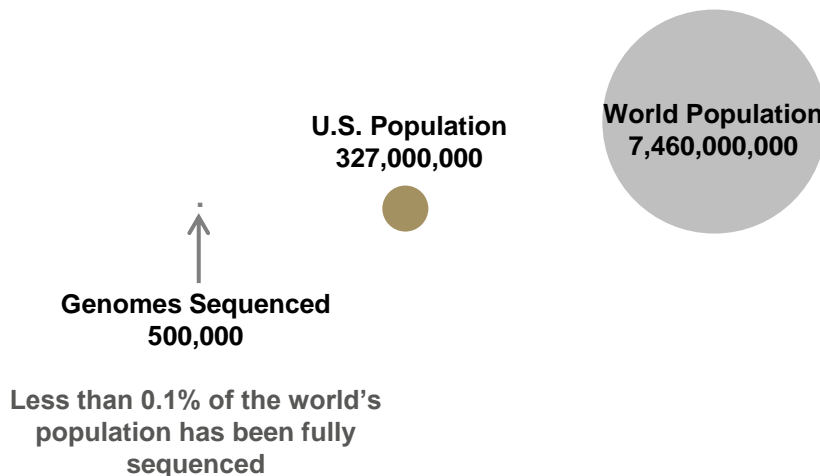 World Population
7,460,000,000
U.S. Population
327,000,000
Genomes Sequenced
500,000
Less than 0.1% of the world's
population has been fully
sequenced